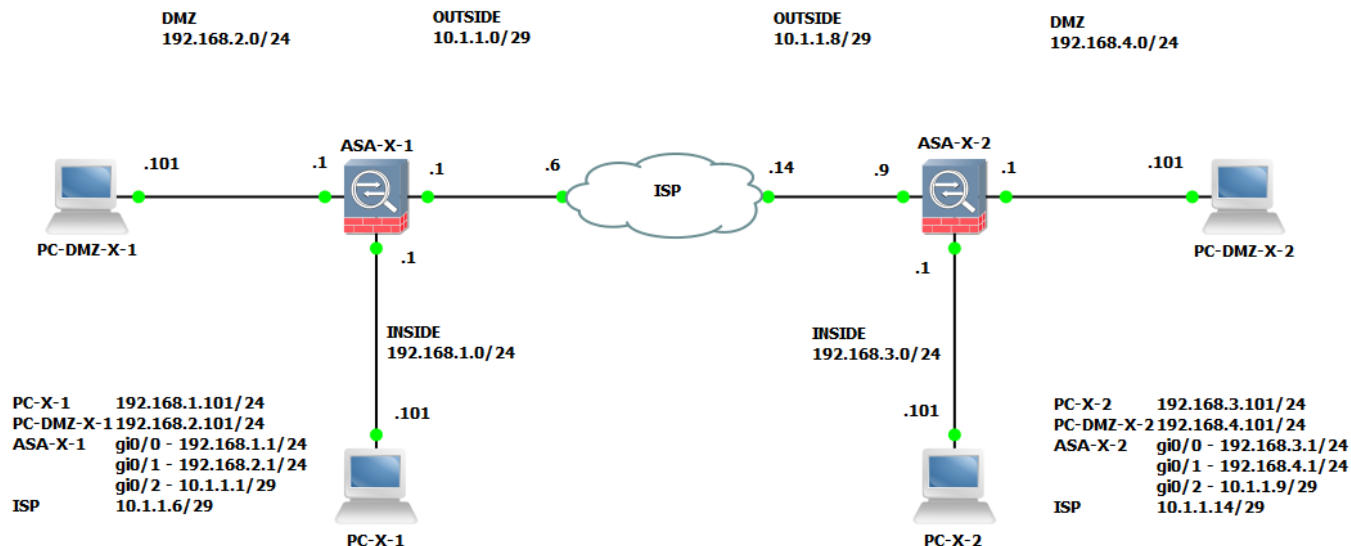 DMZ
192.168.2.0/24
OUTSIDE
10.1.1.0/29
OUTSIDE
10.1.1.8/29
DMZ
192.168.4.0/24
ASA-X-1
ASA-X-2
.101
.1
.1
.6
ISP
.14
.9
.1
.101
PC-DMZ-X-1
PC-DMZ-X-2
.1
.1
INSIDE
192.168.1.0/24
INSIDE
192.168.3.0/24
.101
.101
PC-X-1 192.168.1.101/24
PC-DMZ-X-1 192.168.2.101/24
ASA-X-1 gi0/0 - 192.168.1.1/24
gi0/1 - 192.168.2.1/24
gi0/2 - 10.1.1.1/29
ISP 10.1.1.6/29
PC-X-2 192.168.3.101/24
PC-DMZ-X-2 192.168.4.101/24
ASA-X-2 gi0/0 - 192.168.3.1/24
gi0/1 - 192.168.4.1/24
gi0/2 - 10.1.1.9/29
ISP 10.1.1.14/29
PC-X-1
PC-X-2